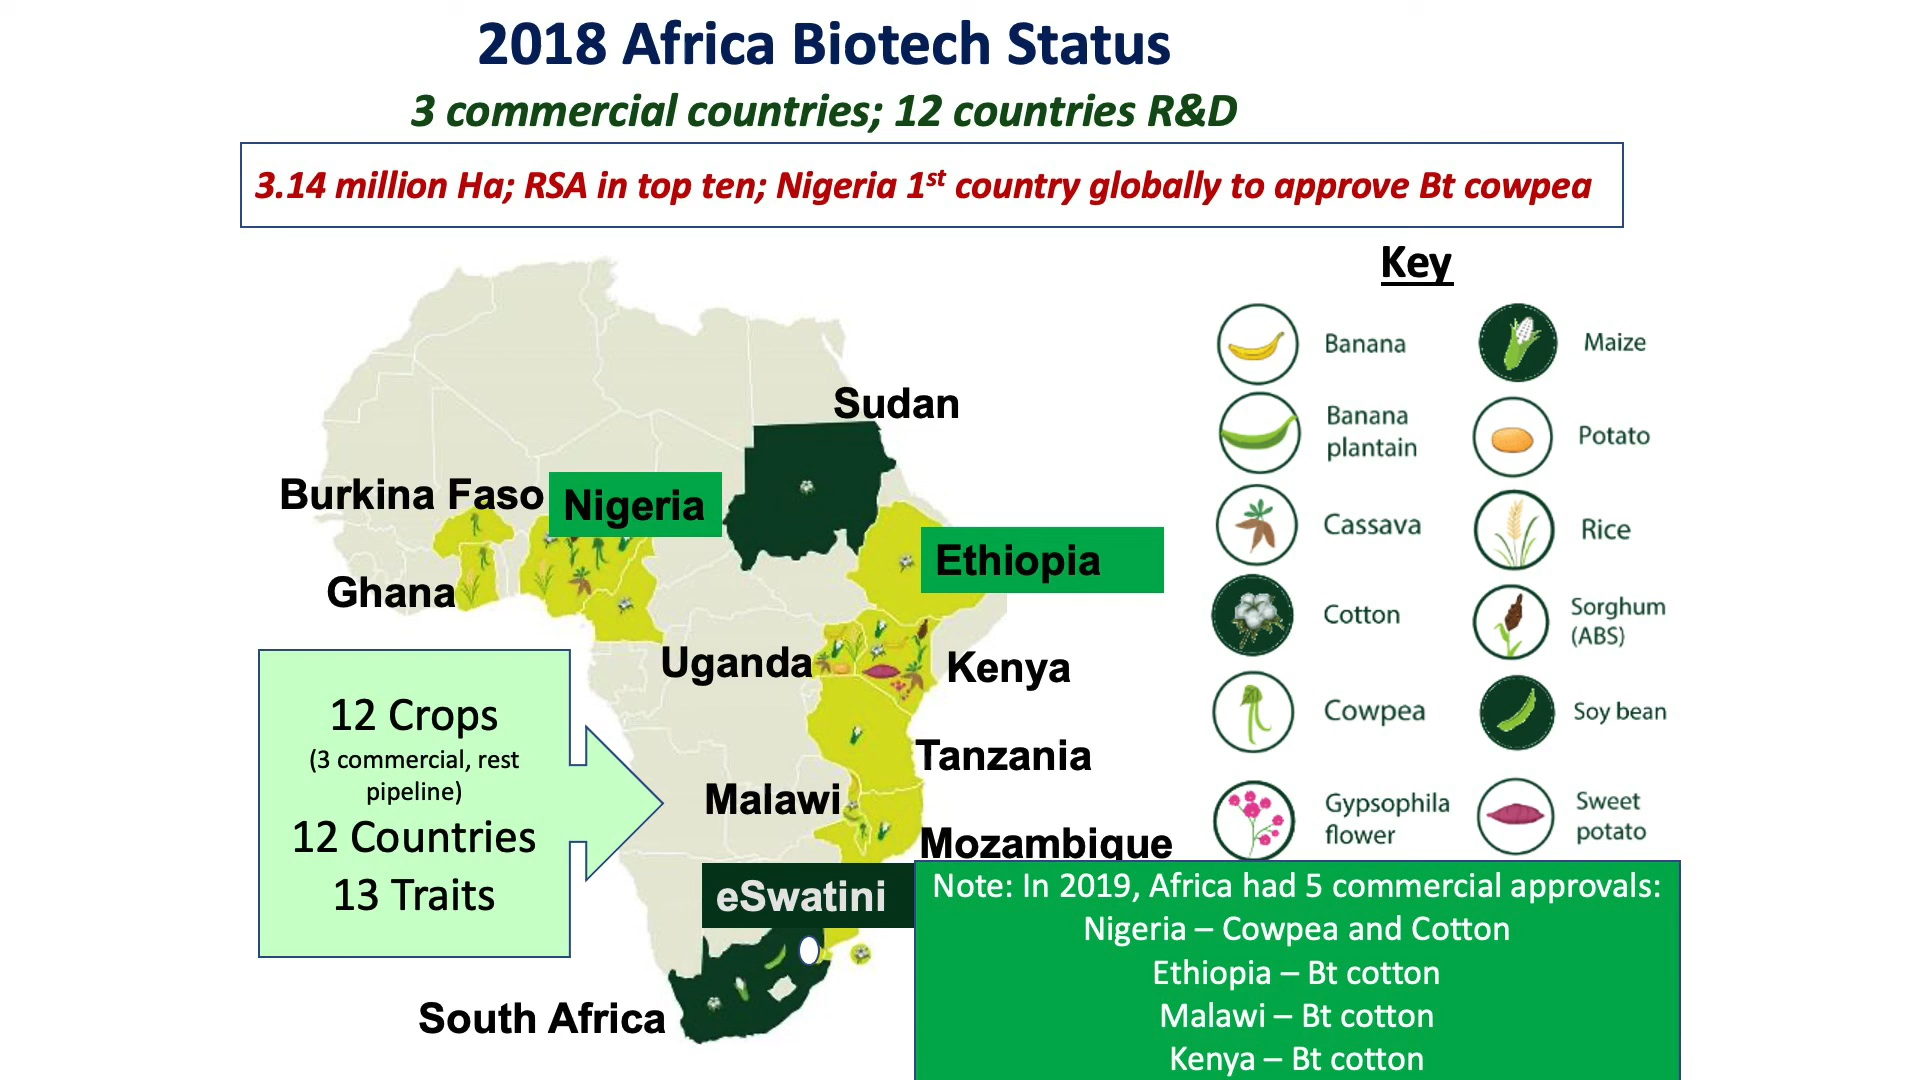 2018 Africa Biotech Status
3 commercial countries; 12 countries R&D
3.14 million Ha; RSA in top ten; Nigeria 1st country globally to approve Bt cowpea
Key
Banana
Maize
Banana
plantain
Potato
Cassava
Rice
Cotton
Sorghum
(ABS)
Cowpea
Soy bean
Gypsophila
flower
Sweet
potato
Sudan
Burkina Faso
Nigeria
Ethiopia
Ghana
Uganda
Kenya
Tanzania
Malawi
Mozambique
eSwatini
South Africa
12 Crops
(3 commercial, rest
pipeline)
12 Countries
13 Traits
Note: In 2019, Africa had 5 commercial approvals:
Nigeria – Cowpea and Cotton
Ethiopia – Bt cotton
Malawi – Bt cotton
Kenya – Bt cotton